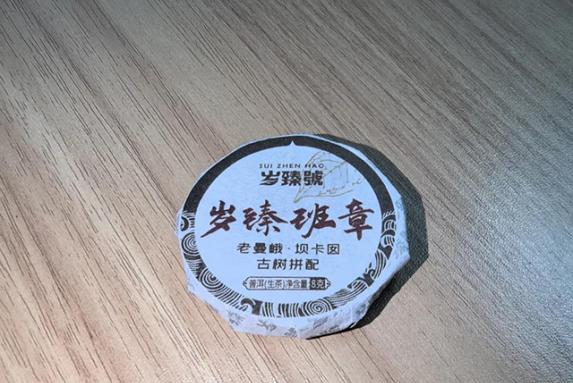 SUI ZHEN HAO
岁臻號
岁臻班章
老曼峨·坝卡囡
古树拼配
普洱(生茶)净含量:8克